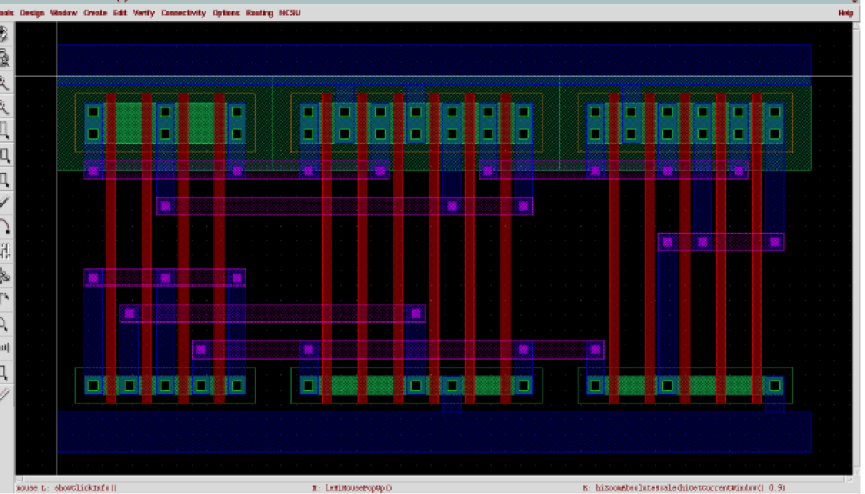 ools Design Window Create Edit Verify Connectivity Options Routing NCSU Help
mouse L: showClickInfo() M: leHiMousePopUp() R: hiZoomAbsoluteScale(hiGetCurrentWindow() 0.9)